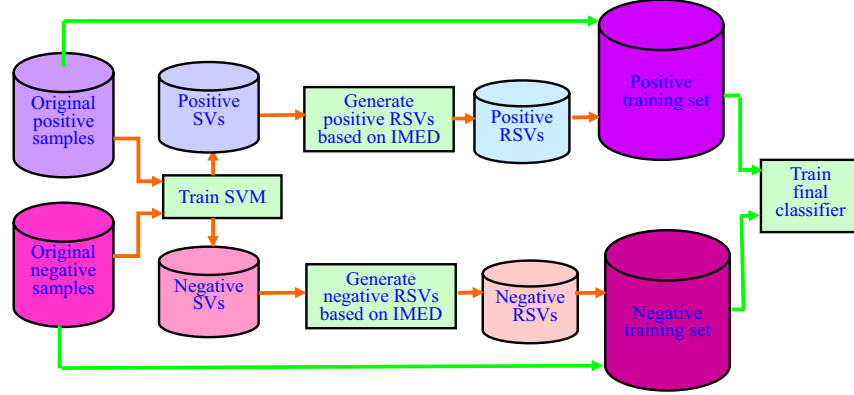 Original
positive
samples
Positive
SVs
Generate
positive RSVs
based on IMED
Positive
RSVs
Positive
training set
Train SVM
Train
final
classifier
Original
negative
samples
Negative
SVs
Generate
negative RSVs
based on IMED
Negative
RSVs
Negative
training set